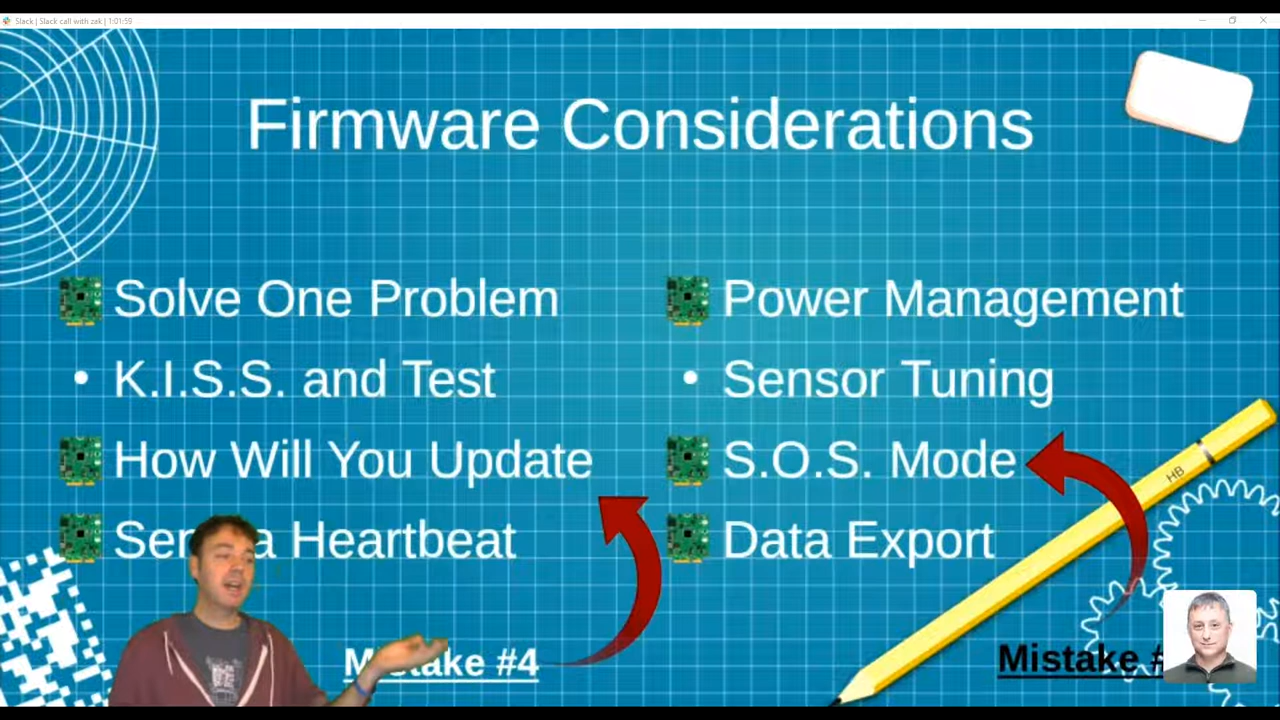 Slack | Slack call with zak | 1:01:59
Firmware Considerations
Solve One Problem
K.I.S.S. and Test
How Will You Update
a Heartbeat
Power Management
Sensor Tuning
S.O.S. Mode
Data Export
HB
#4
Mistake